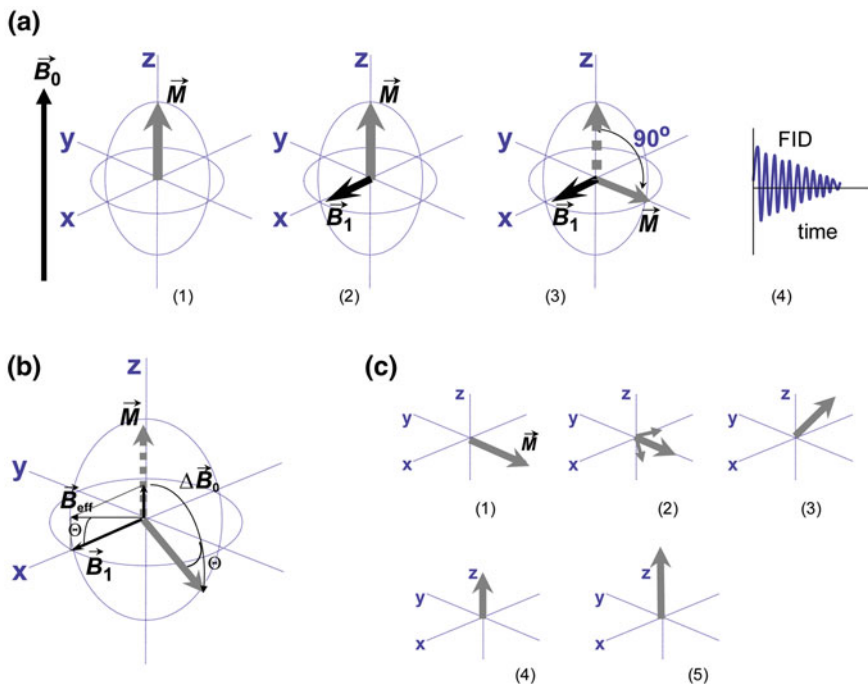 (a)
B0 z M y x (1)
z M y x B1 (2)
z 90o y x B1 M (3)
FID time (4)
(b)
z M y ΔB0 Beff Θ x B1 Θ
(c)
z y x M (1)
z y x (2)
z y x (3)
z y x (4)
z y x (5)